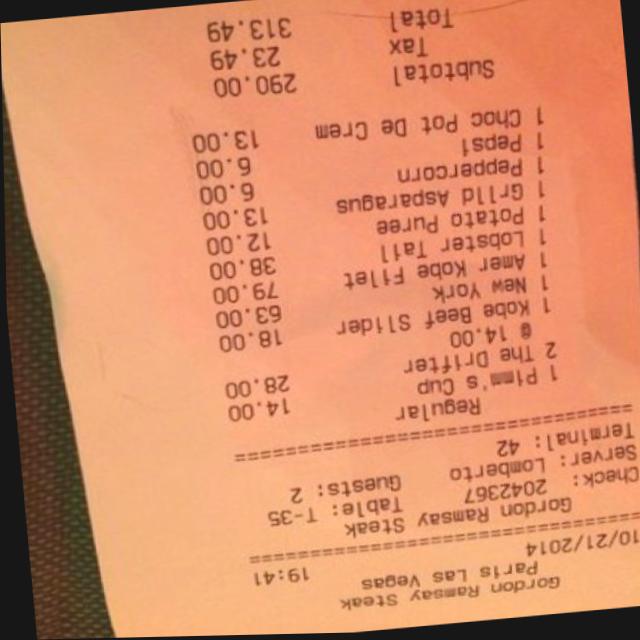 Gordon Ramsay Steak
Paris Las Vegas
10/21/2014 19:41
================================
Gordon Ramsay Steak
Check: 2042367 Table: T-35
Server: Lomberto Guests: 2
Terminal: 42
================================
Regular
1 Pimm's Cup 14.00
2 The Drifter 28.00
@ 14.00
1 Kobe Beef Slider 18.00
1 New York 63.00
1 Amer Kobe Filet 79.00
1 Lobster Tail 38.00
1 Potato Puree 12.00
1 Grlld Asparagus 13.00
1 Peppercorn 6.00
1 Pepsi 6.00
1 Choc Pot De Crem 13.00
Subtotal 290.00
Tax 23.49
Total 313.49